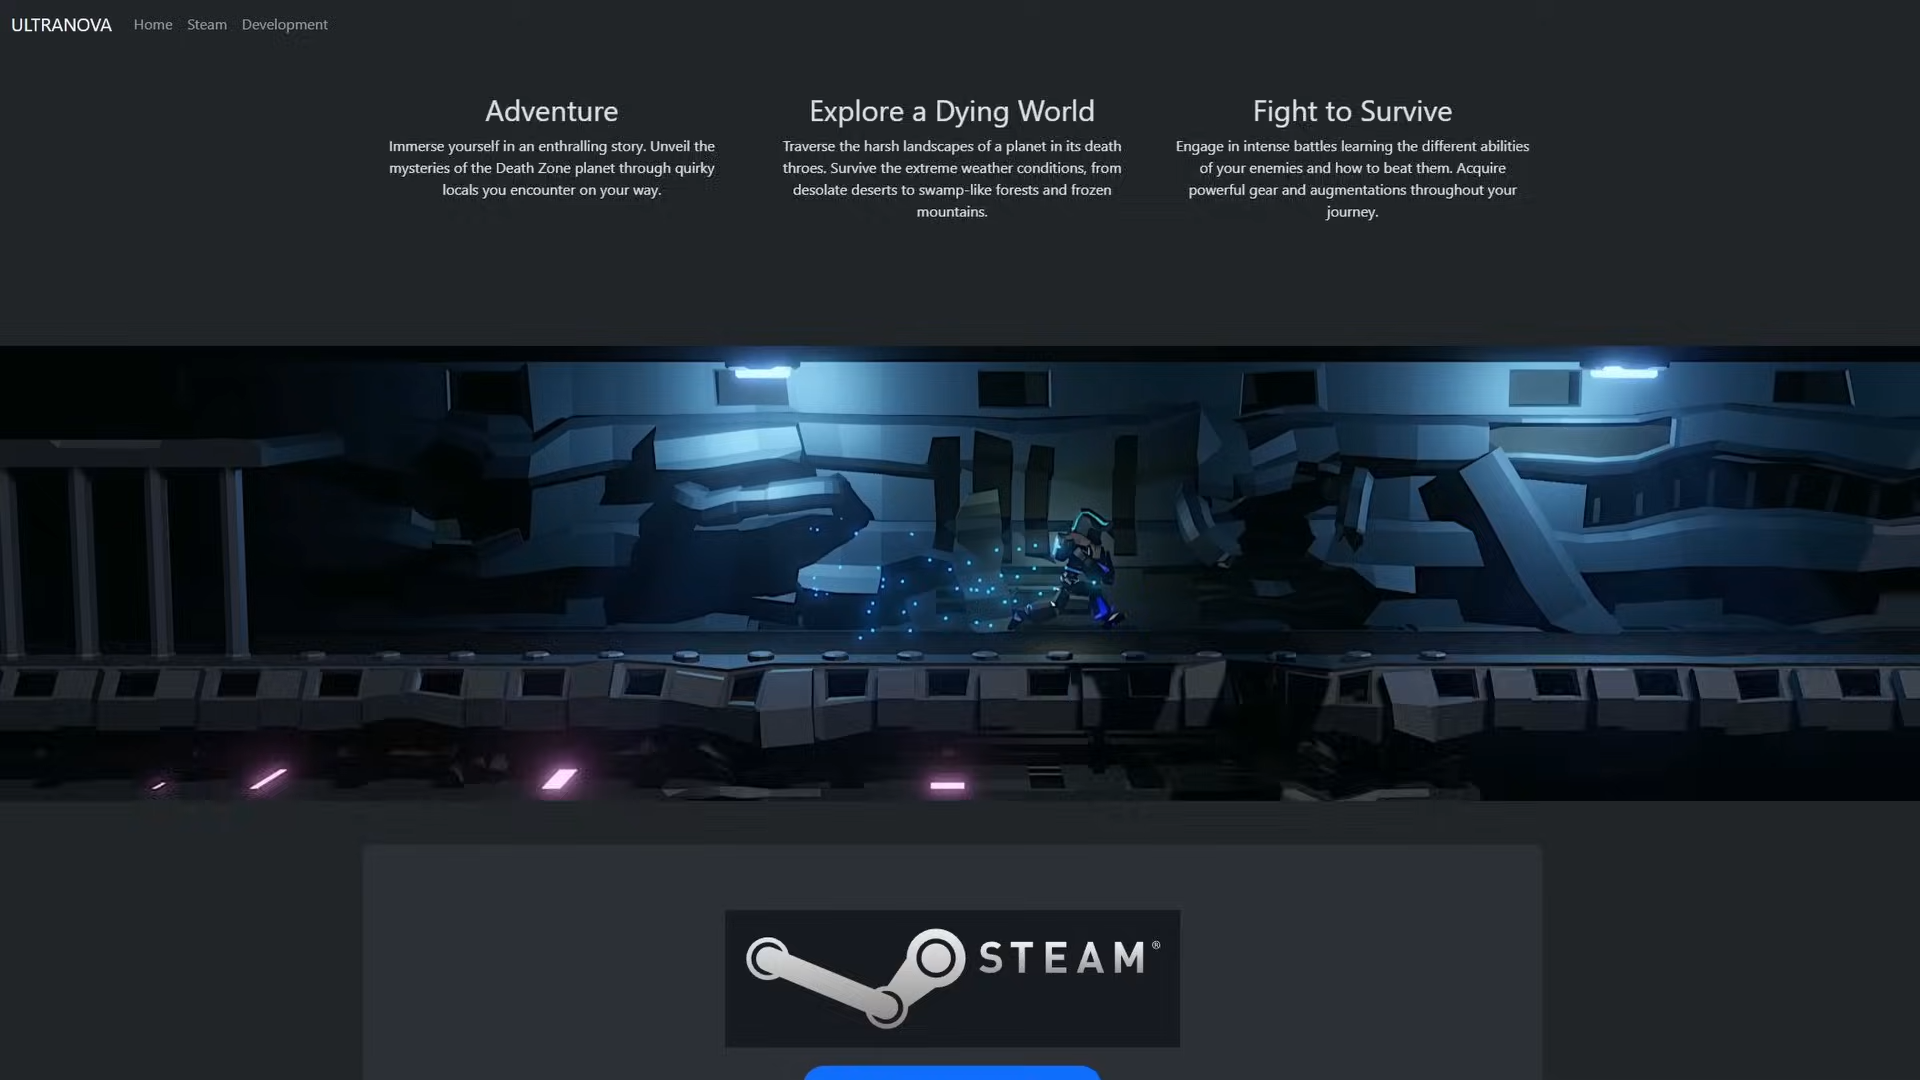 ULTRANOVA Home Steam Development
Adventure
Immerse yourself in an enthralling story. Unveil the
mysteries of the Death Zone planet through quirky
locals you encounter on your way.
Explore a Dying World
Traverse the harsh landscapes of a planet in its death
throes. Survive the extreme weather conditions, from
desolate deserts to swamp-like forests and frozen
mountains.
Fight to Survive
Engage in intense battles learning the different abilities
of your enemies and how to beat them. Acquire
powerful gear and augmentations throughout your
journey.
STEAM®